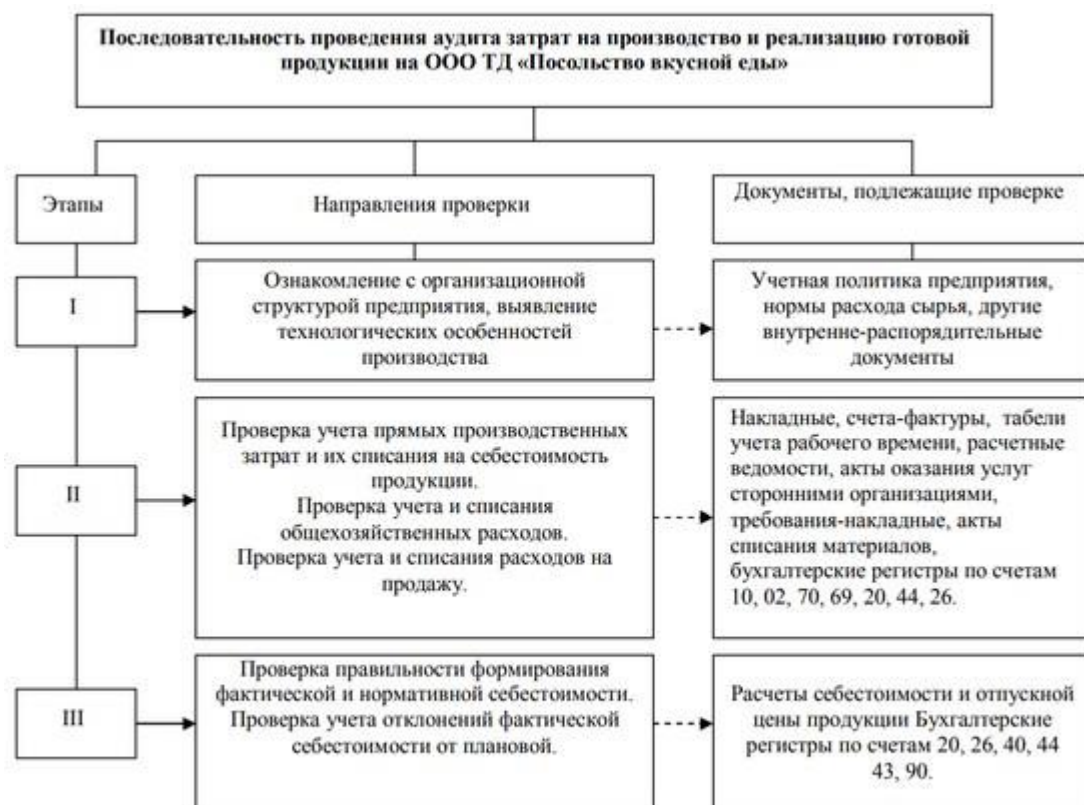 Последовательность проведения аудита затрат на производство и реализацию готовой
продукции на ООО ТД «Посольство вкусной еды»
Этапы
Направления проверки
Документы, подлежащие проверке
I
Ознакомление с организационной
структурой предприятия, выявление
технологических особенностей
производства
Учетная политика предприятия,
нормы расхода сырья, другие
внутренне-распорядительные
документы
II
Проверка учета прямых производственных
затрат и их списания на себестоимость
продукции.
Проверка учета и списания
общехозяйственных расходов.
Проверка учета и списания расходов на
продажу.
Накладные, счета-фактуры, табели
учета рабочего времени, расчетные
ведомости, акты оказания услуг
сторонними организациями,
требования-накладные, акты
списания материалов,
бухгалтерские регистры по счетам
10, 02, 70, 69, 20, 44, 26.
III
Проверка правильности формирования
фактической и нормативной себестоимости.
Проверка учета отклонений фактической
себестоимости от плановой.
Расчеты себестоимости и отпускной
цены продукции Бухгалтерские
регистры по счетам 20, 26, 40, 44
43, 90.